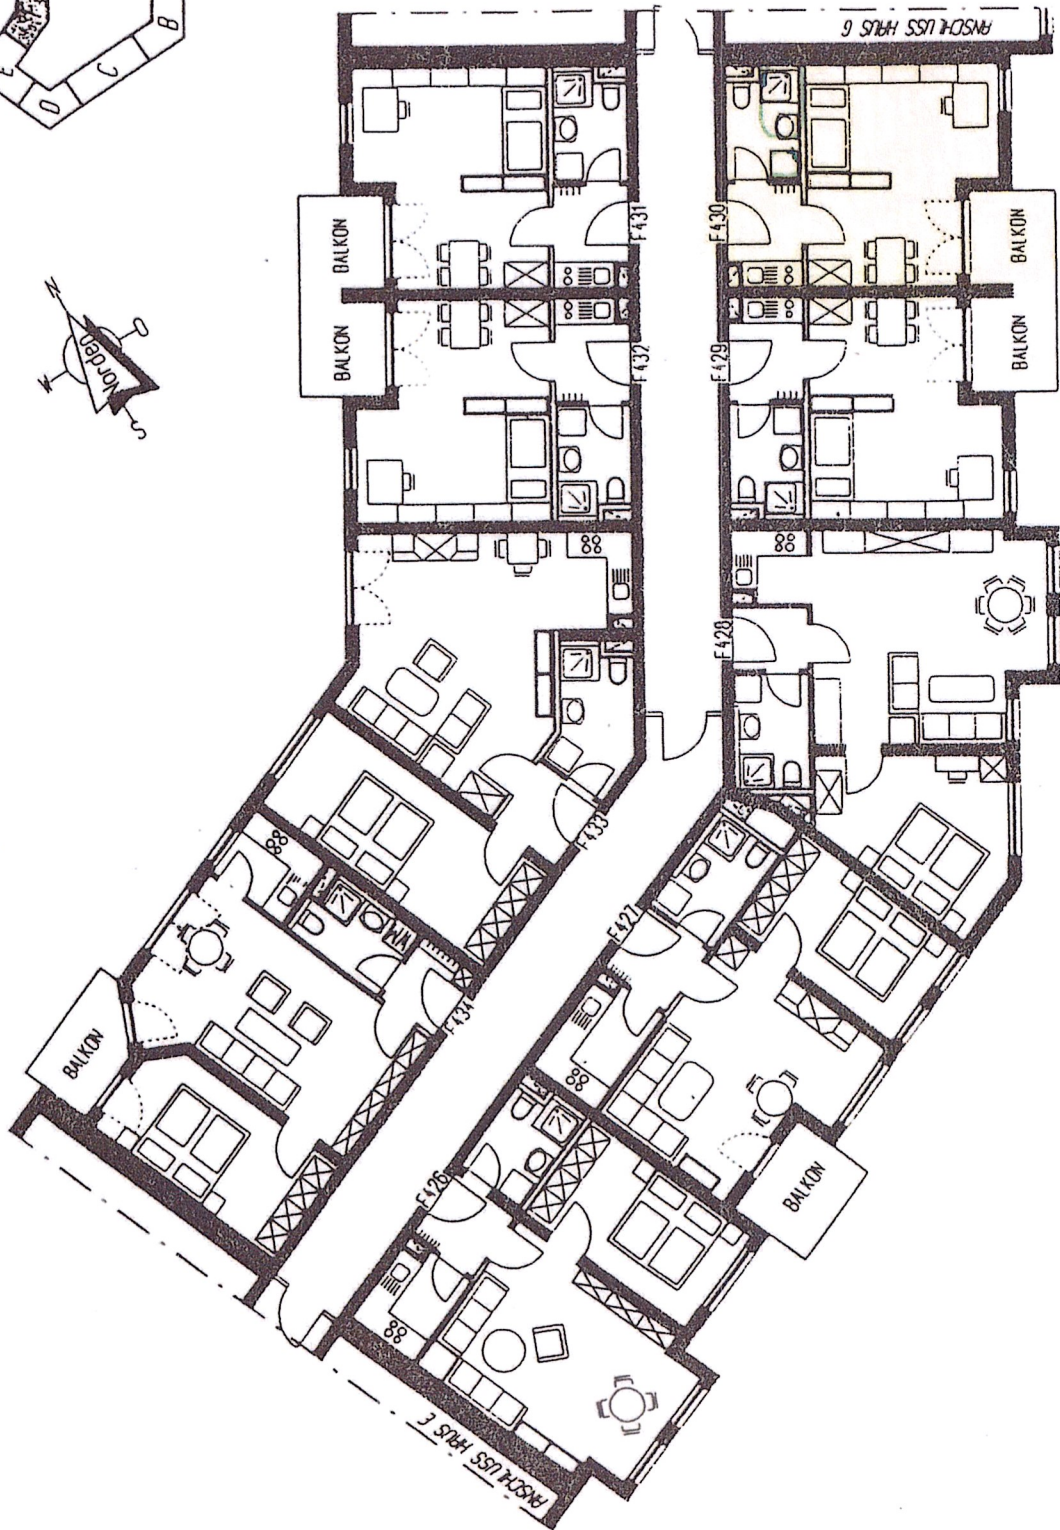 B
C
D
E
ANSCHLUSS HAUS G
BALKON
F431
F430
BALKON
N
O
Norden
W
S
BALKON
F432
F429
BALKON
F428
F433
WM
F427
F434
BALKON
F426
BALKON
ANSCHLUSS HAUS E